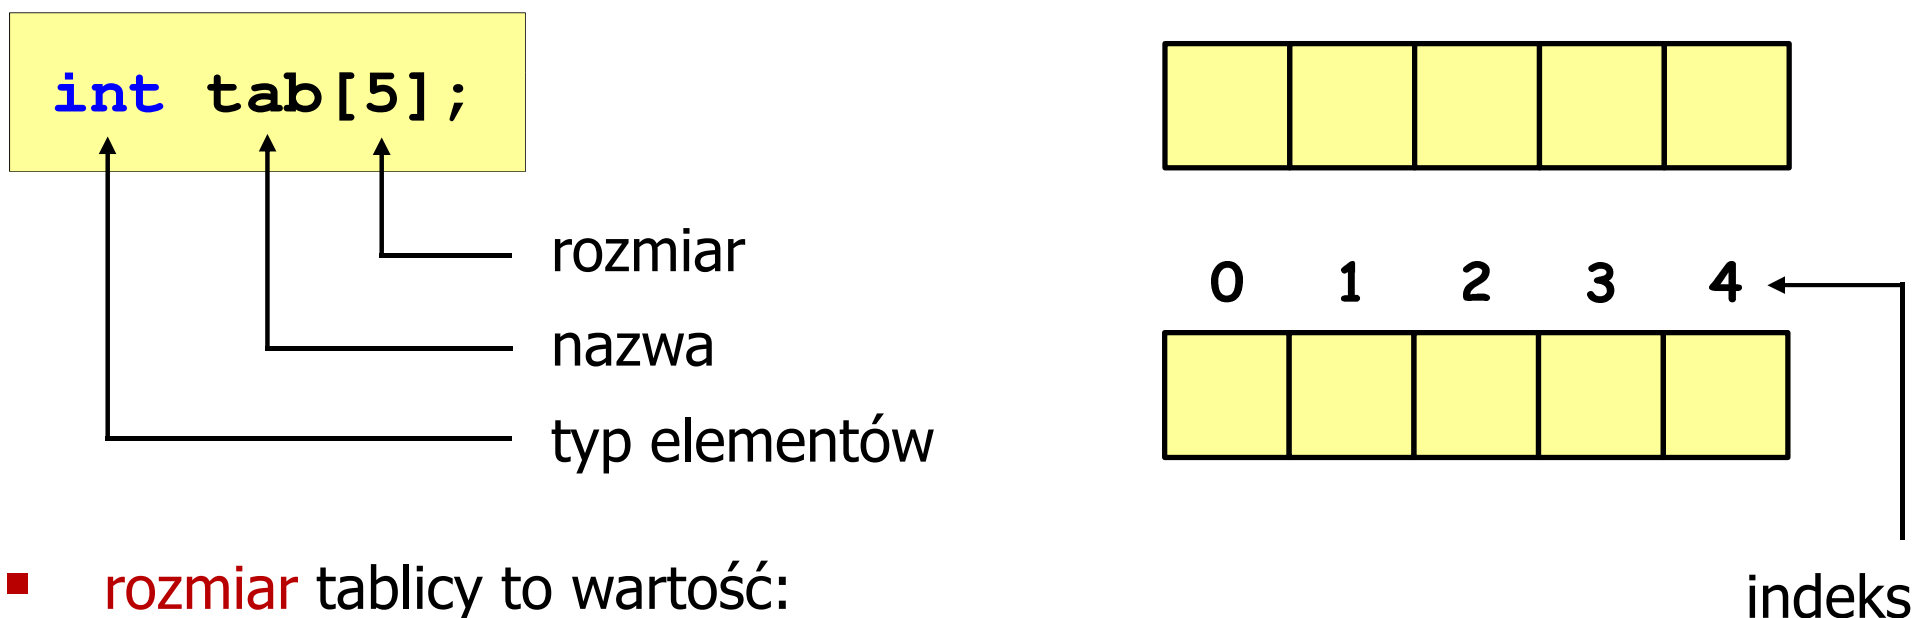 int tab[5];
rozmiar
0 1 2 3 4
nazwa
typ elementów
rozmiar tablicy to wartość:
indeks